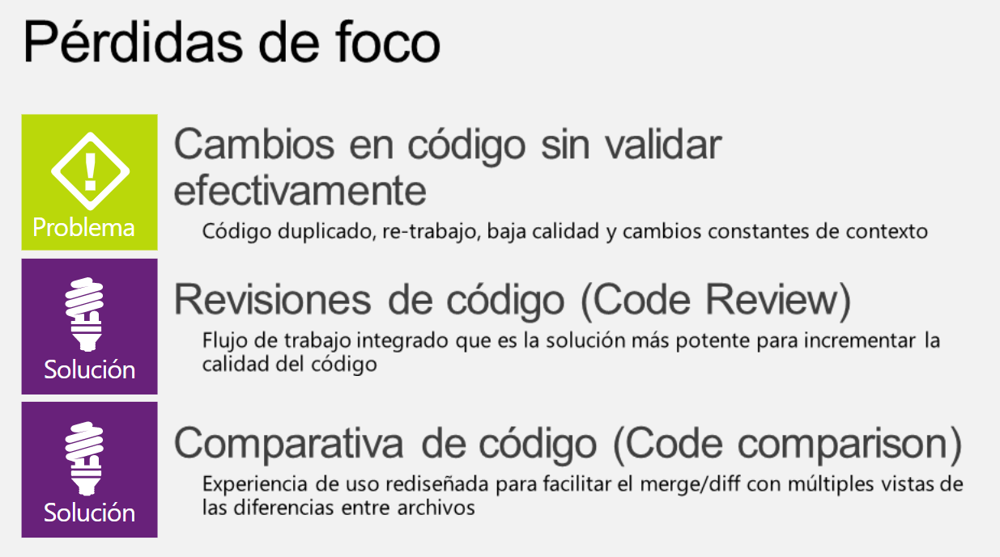 Pérdidas de foco
Problema
Cambios en código sin validar
efectivamente
Código duplicado, re-trabajo, baja calidad y cambios constantes de contexto
Solución
Revisiones de código (Code Review)
Flujo de trabajo integrado que es la solución más potente para incrementar la
calidad del código
Solución
Comparativa de código (Code comparison)
Experiencia de uso rediseñada para facilitar el merge/diff con múltiples vistas de
las diferencias entre archivos